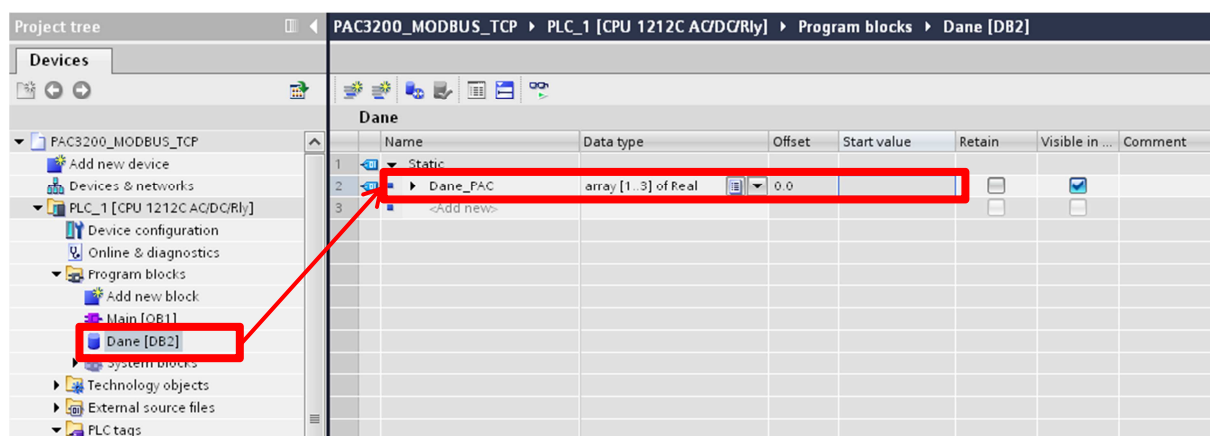 Project tree
PAC3200_MODBUS_TCP ▸ PLC_1 [CPU 1212C AC/DC/Rly] ▸ Program blocks ▸ Dane [DB2]
Devices
Dane
Name Data type Offset Start value Retain Visible in ... Comment
1 Static
2 Dane_PAC array [1..3] of Real 0.0
3 <Add new>
PAC3200_MODBUS_TCP
Add new device
Devices & networks
PLC_1 [CPU 1212C AC/DC/Rly]
Device configuration
Online & diagnostics
Program blocks
Add new block
Main [OB1]
Dane [DB2]
System blocks
Technology objects
External source files
PLC tags